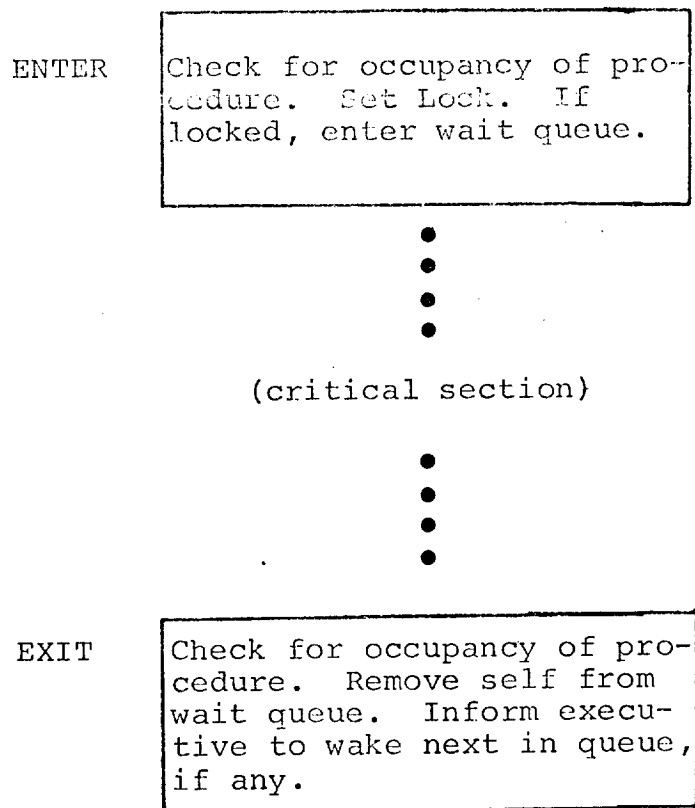 ENTER
Check for occupancy of pro-
cedure. Set Lock. If
locked, enter wait queue.
(critical section)
EXIT
Check for occupancy of pro-
cedure. Remove self from
wait queue. Inform execu-
tive to wake next in queue,
if any.